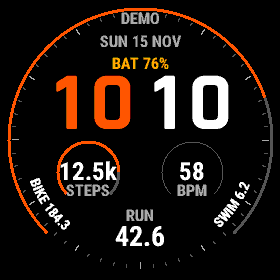 DEMO
SUN 15 NOV
BAT 76%
10 10
12.5k
STEPS
58
BPM
BIKE 184.3
SWIM 6.2
RUN
42.6